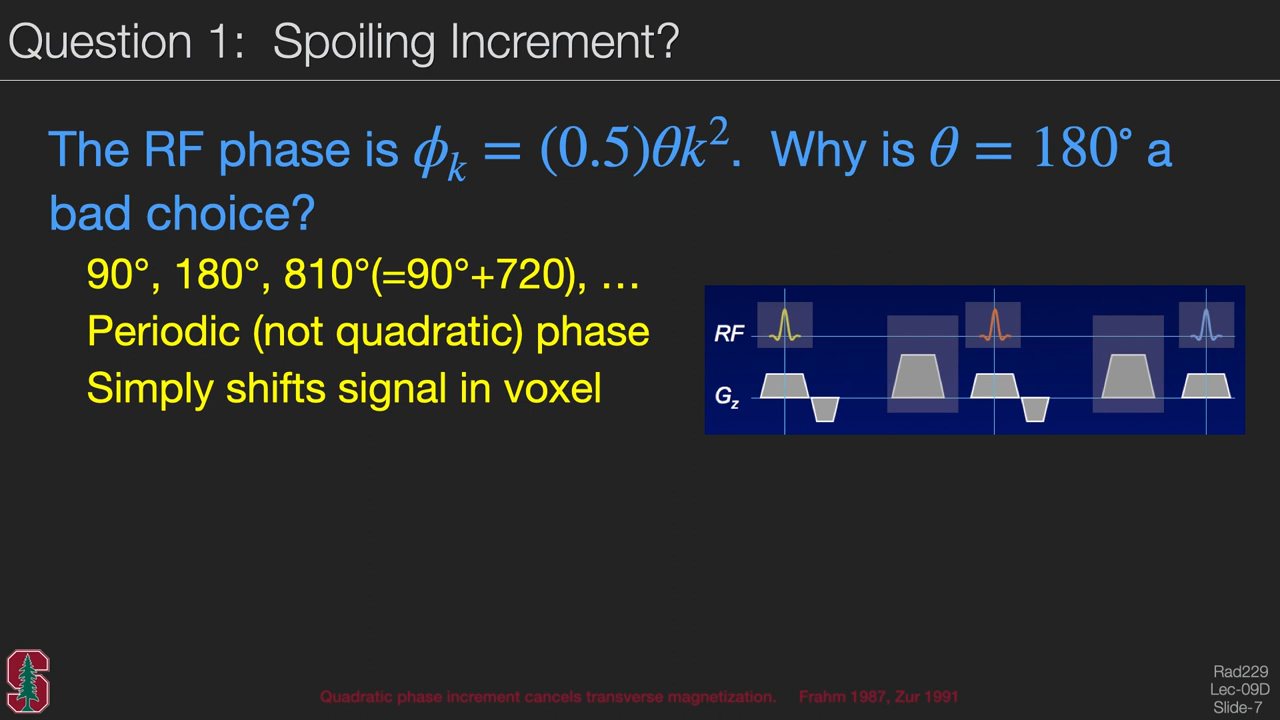 Question 1: Spoiling Increment?
The RF phase is ϕₖ = (0.5)θk². Why is θ = 180° a
bad choice?
90°, 180°, 810°(=90°+720), …
Periodic (not quadratic) phase
Simply shifts signal in voxel
RF
Gz
Quadratic phase increment cancels transverse magnetization. Frahm 1987, Zur 1991
Rad229
Lec-09D
Slide-7